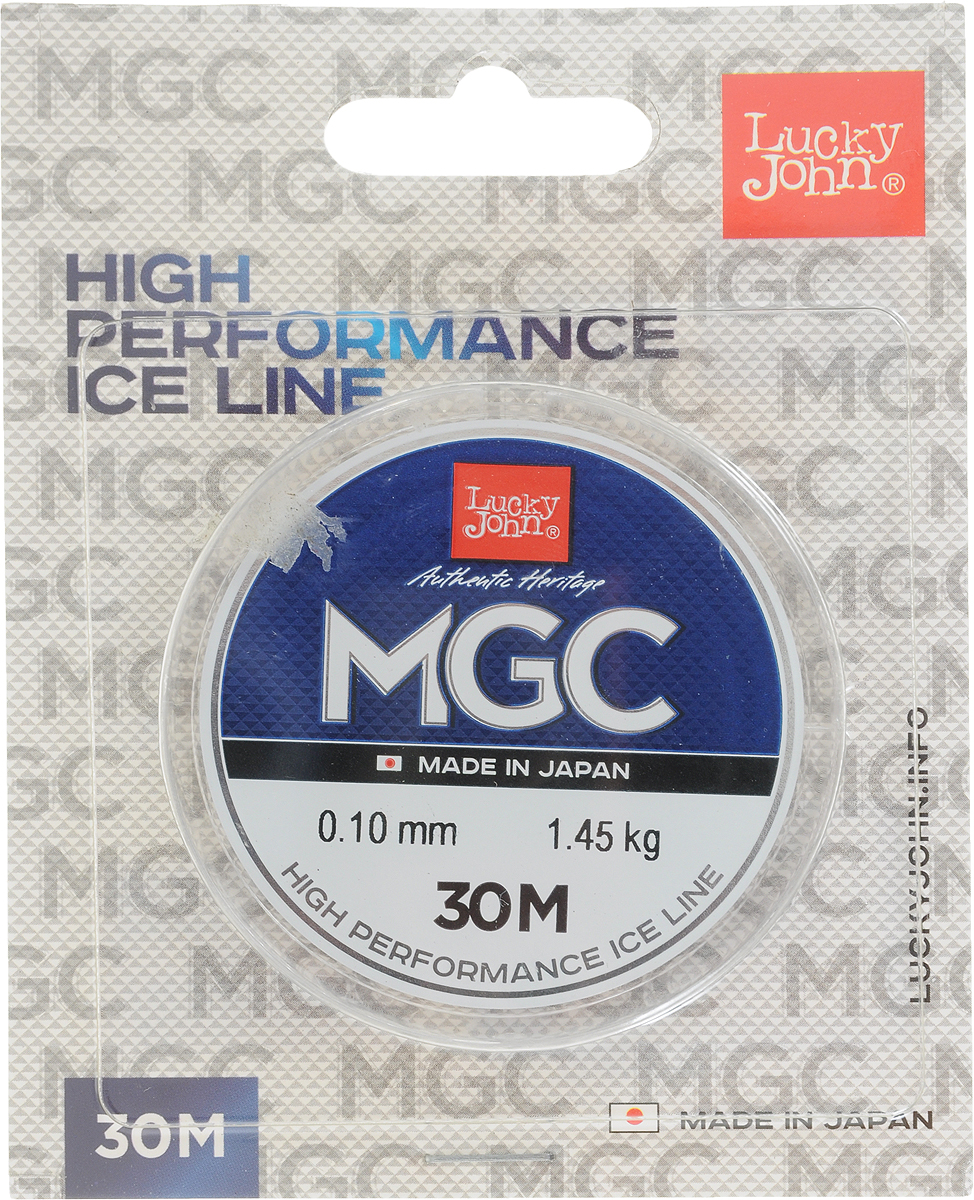 Lucky
John®
HIGH
PERFORMANCE
ICE LINE
Lucky
John®
Authentic Heritage
MGC
MADE IN JAPAN
0.10 mm 1.45 kg
30M
HIGH PERFORMANCE ICE LINE
LUCKYJOHN.INFO
30M
MADE IN JAPAN